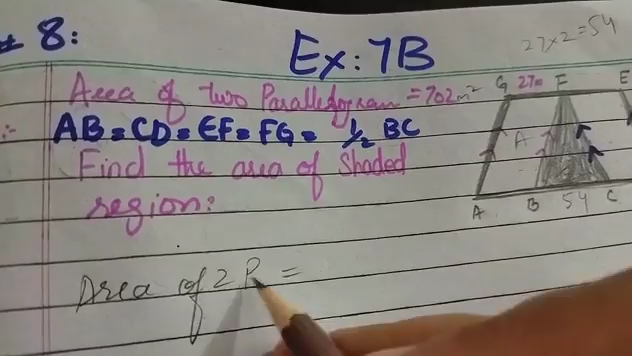 8:
Ex: 7B
27×2=54
Area of two Parallelogram = 702m²
AB=CD=EF=FG= 1/2 BC
Find the area of Shaded
region:
G 27m F E
A
A B 54 C
Area of 2 P =